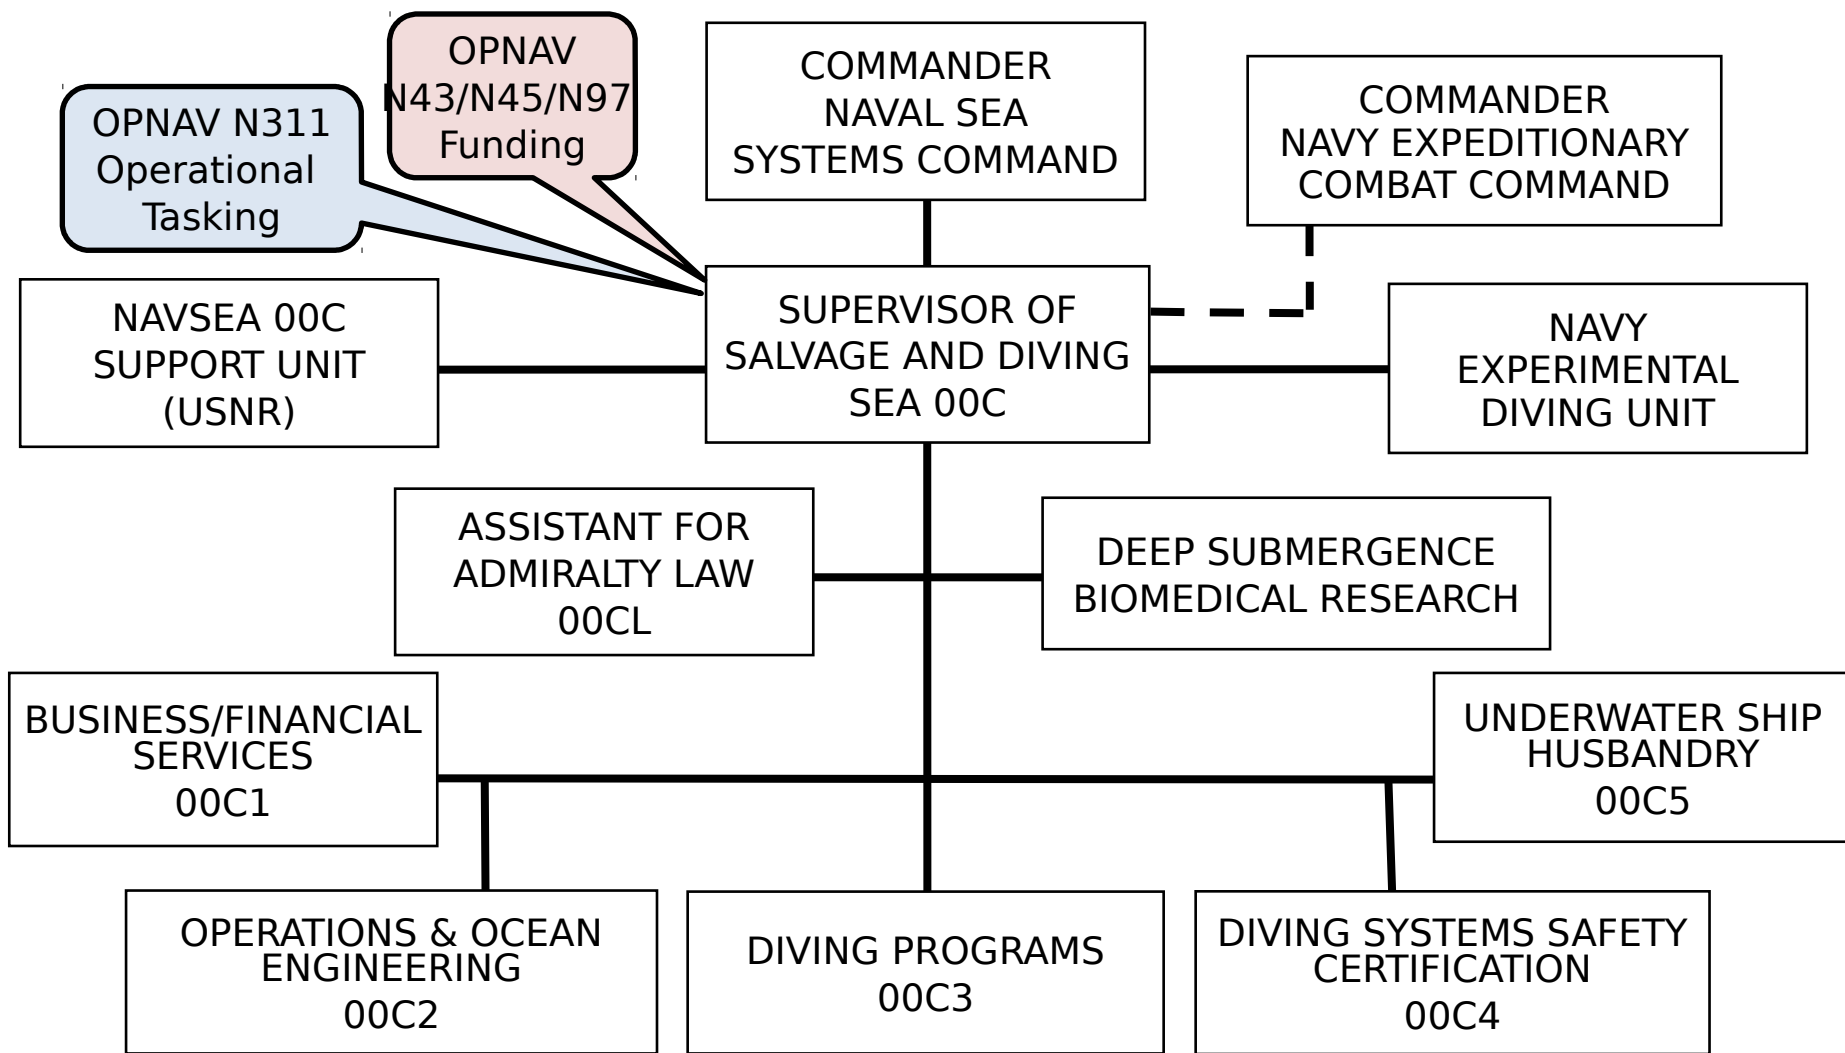 OPNAV
N43/N45/N97
Funding
OPNAV N311
Operational
Tasking
COMMANDER
NAVAL SEA
SYSTEMS COMMAND
COMMANDER
NAVY EXPEDITIONARY
COMBAT COMMAND
NAVSEA 00C
SUPPORT UNIT
(USNR)
SUPERVISOR OF
SALVAGE AND DIVING
SEA 00C
NAVY
EXPERIMENTAL
DIVING UNIT
ASSISTANT FOR
ADMIRALTY LAW
00CL
DEEP SUBMERGENCE
BIOMEDICAL RESEARCH
BUSINESS/FINANCIAL
SERVICES
00C1
UNDERWATER SHIP
HUSBANDRY
00C5
OPERATIONS & OCEAN
ENGINEERING
00C2
DIVING PROGRAMS
00C3
DIVING SYSTEMS SAFETY
CERTIFICATION
00C4